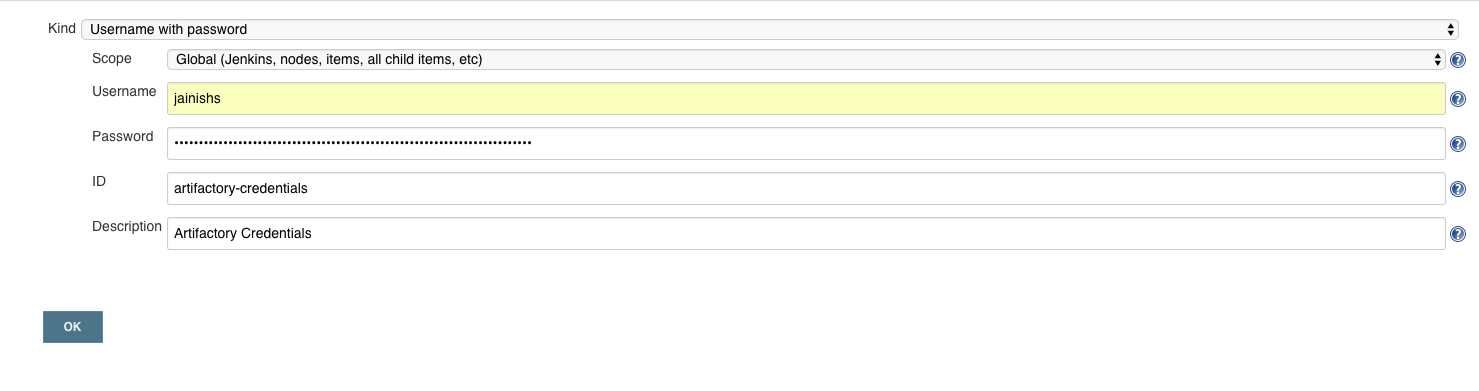 Kind Username with password
Scope Global (Jenkins, nodes, items, all child items, etc)
Username jainishs
Password ••••••••••••••••••••••••••••••••••••••••••••••••••••••••••••••••••••••••
ID artifactory-credentials
Description Artifactory Credentials
OK